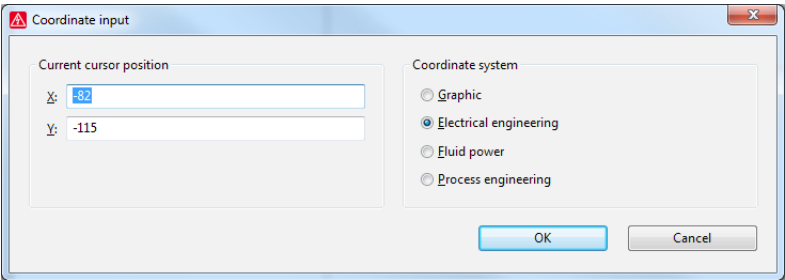 Coordinate input
Current cursor position
X: -82
Y: -115
Coordinate system
Graphic
Electrical engineering
Fluid power
Process engineering
OK
Cancel